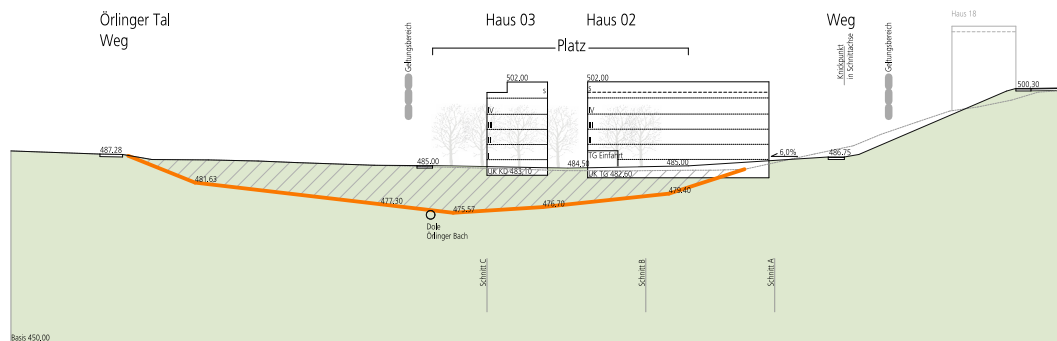 Örlinger Tal
Weg
Haus 03
Haus 02
Platz
Weg
Haus 18
Geltungsbereich
Knickpunkt
in Schnittachse
Geltungsbereich
502,00
502,00
500,30
S
S
IV
III
II
I
IV
III
II
TG Einfahrt
487,28
485,00
484,50
485,00
6,0%
486,75
UK KG 483,10
UK TG 482,60
481,63
477,30
475,57
476,70
479,40
Dole
Örlinger Bach
Schnitt C
Schnitt B
Schnitt A
Basis 450,00